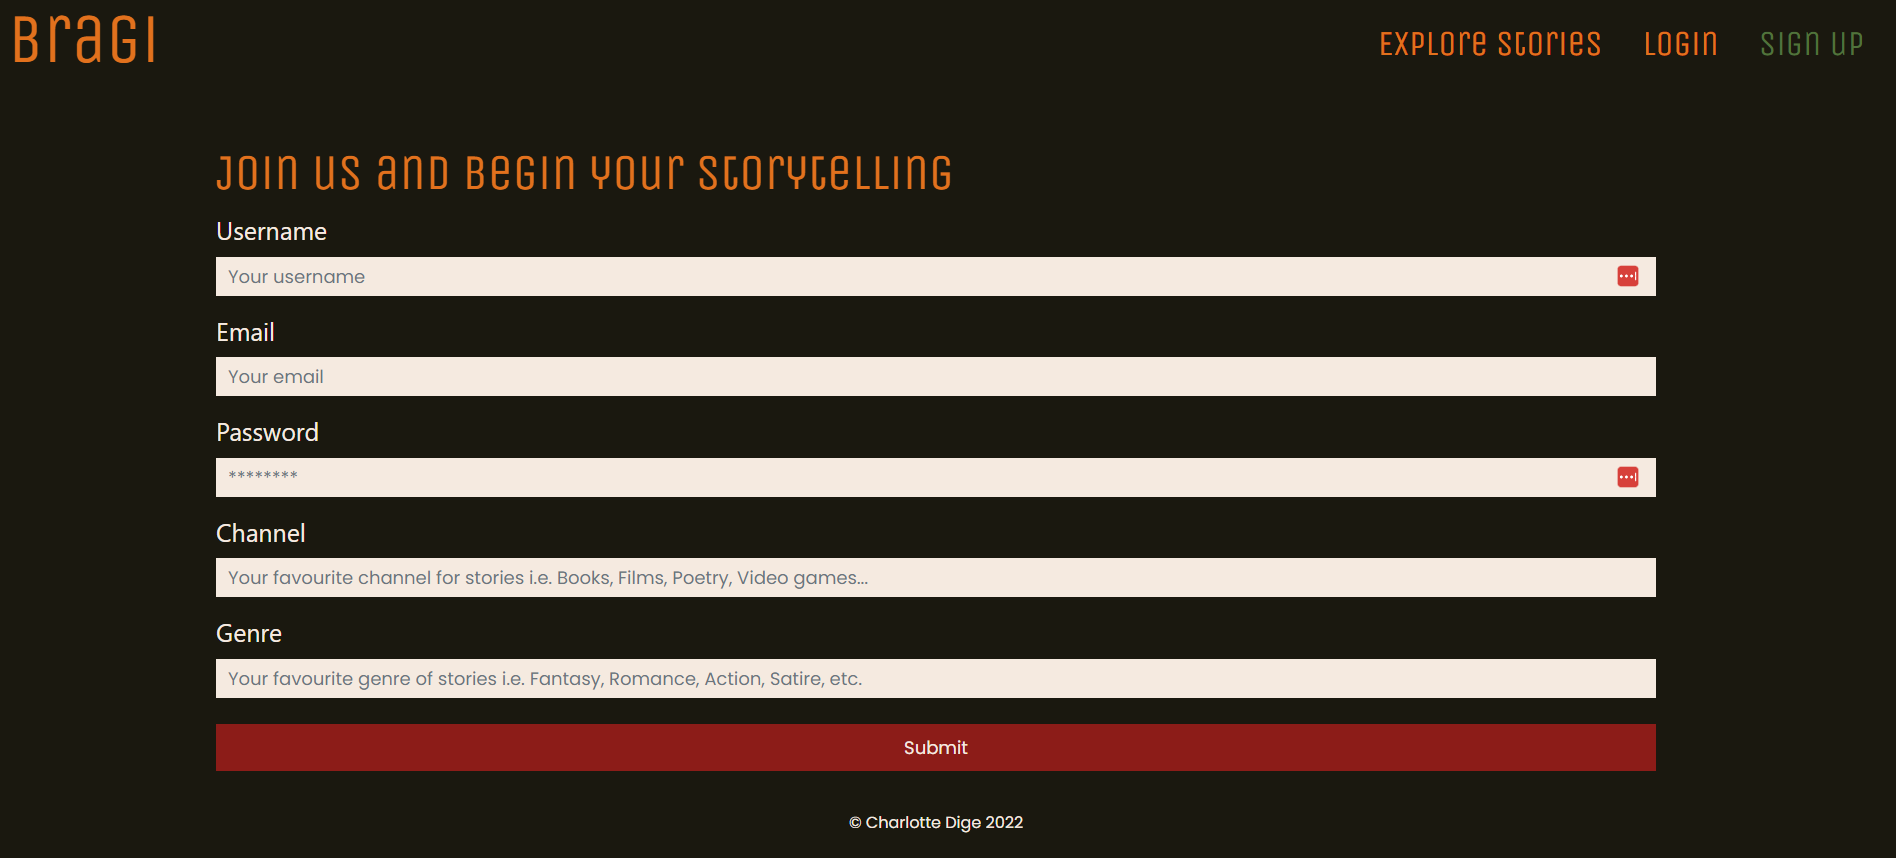 Bragi
Explore Stories
Login
Sign Up
Join us and begin your storytelling
Username
Your username
Email
Your email
Password
********
Channel
Your favourite channel for stories i.e. Books, Films, Poetry, Video games...
Genre
Your favourite genre of stories i.e. Fantasy, Romance, Action, Satire, etc.
Submit
© Charlotte Dige 2022